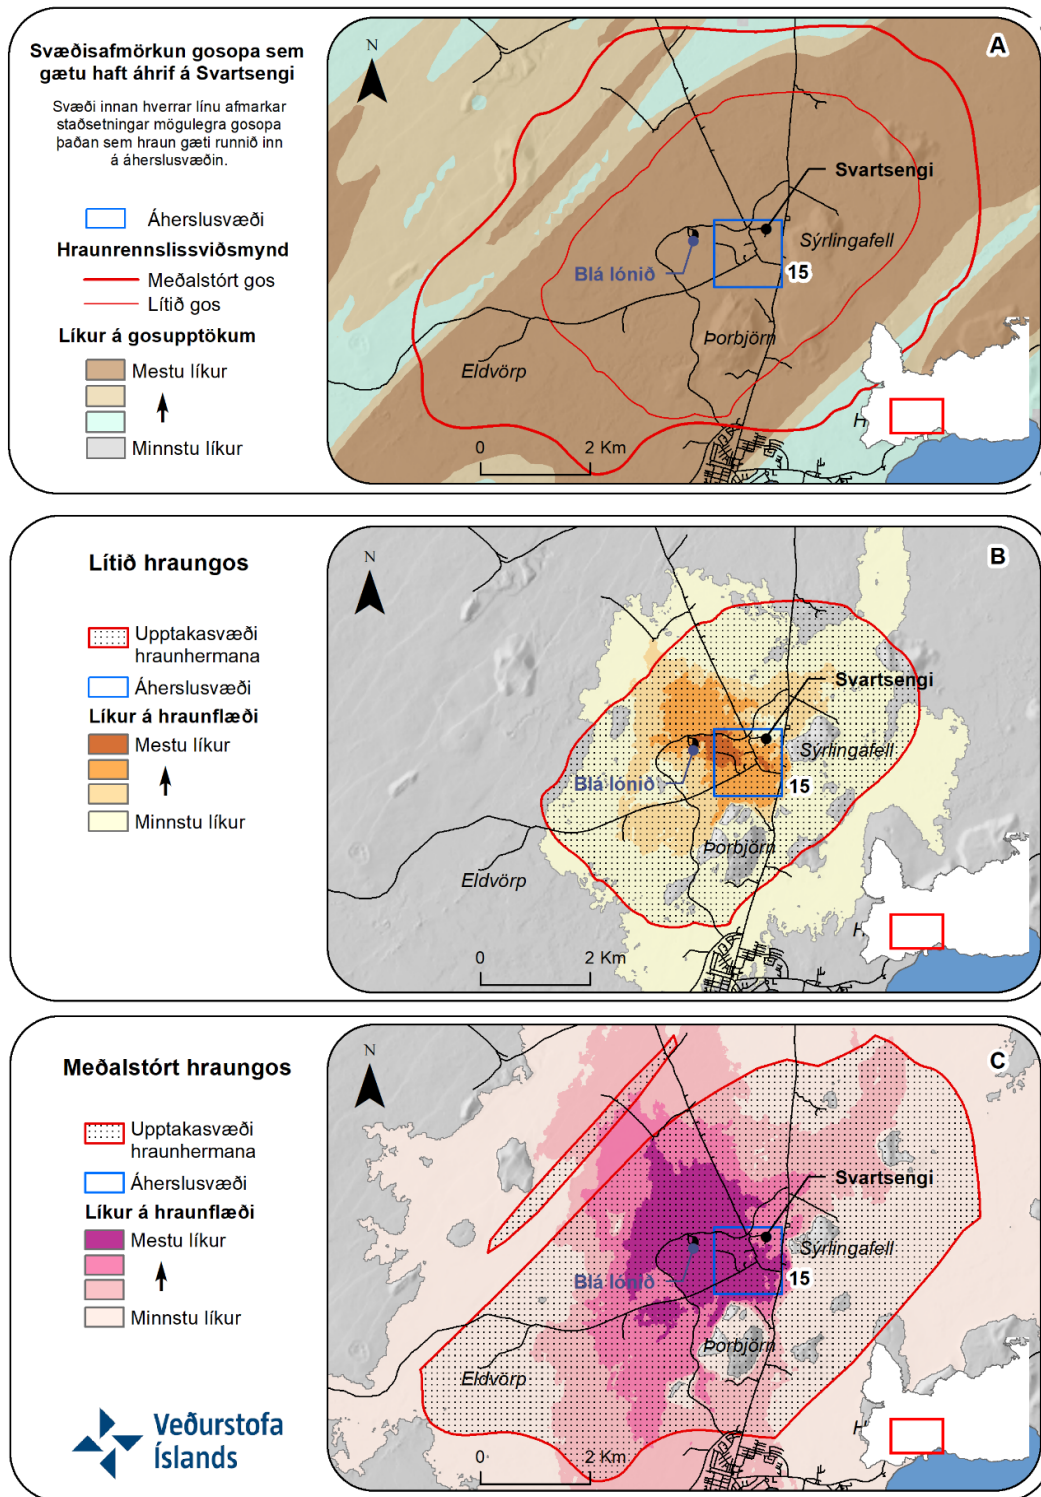 Svæðisafmörkun gosopa sem
gætu haft áhrif á Svartsengi
Svæði innan hverrar línu afmarkar
staðsetningar mögulegra gosopa
þaðan sem hraun gæti runnið inn
á áherslusvæðin.
Áherslusvæði
Hraunrennslissviðsmynd
Meðalstórt gos
Lítið gos
Líkur á gosupptökum
Mestu líkur
Minnstu líkur
A
N
Svartsengi
Sýrlingafell
Blá lónið
15
Þorbjörn
Eldvörp
H
0 2 Km
Lítið hraungos
Upptakasvæði
hraunhermana
Áherslusvæði
Líkur á hraunflæði
Mestu líkur
Minnstu líkur
B
N
Svartsengi
Sýrlingafell
Blá lónið
15
Þorbjörn
Eldvörp
H
0 2 Km
Meðalstórt hraungos
Upptakasvæði
hraunhermana
Áherslusvæði
Líkur á hraunflæði
Mestu líkur
Minnstu líkur
Veðurstofa
Íslands
C
N
Svartsengi
Sýrlingafell
Blá lónið
15
Þorbjörn
Eldvörp
H
0 2 Km